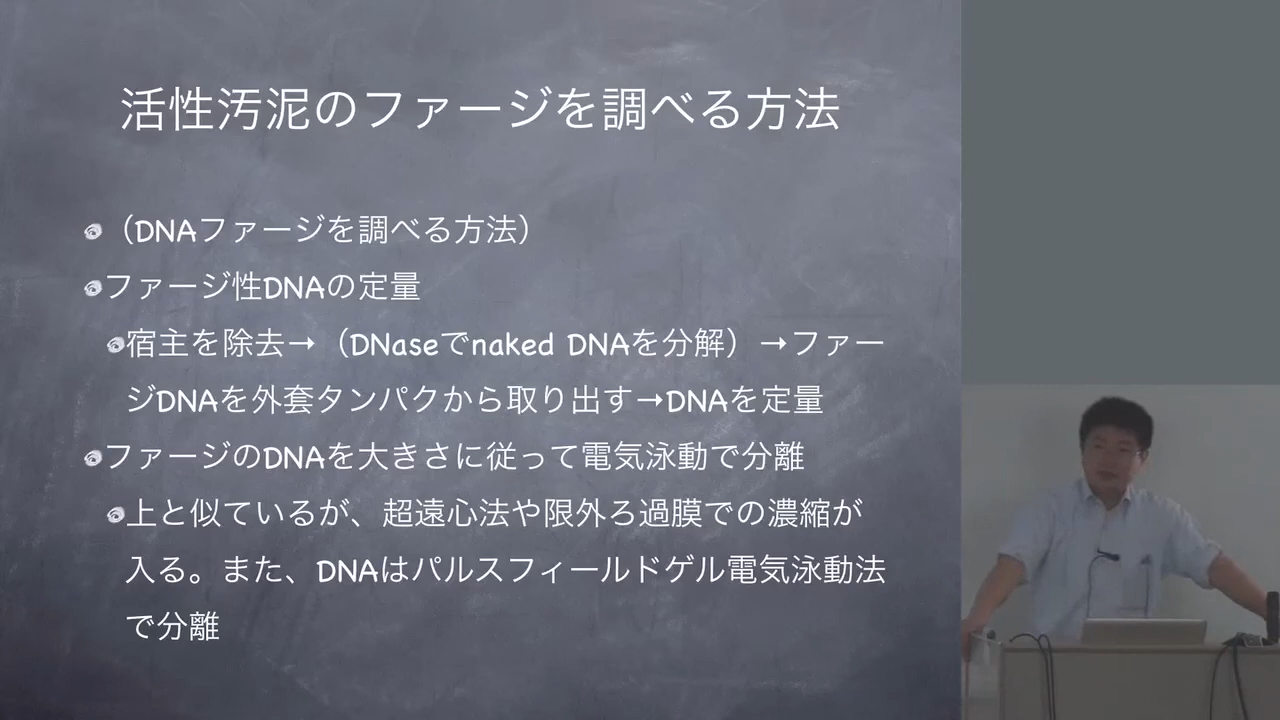 活性汚泥のファージを調べる方法
（DNAファージを調べる方法）
ファージ性DNAの定量
宿主を除去→（DNaseでnaked DNAを分解）→ファー
ジDNAを外套タンパクから取り出す→DNAを定量
ファージのDNAを大きさに従って電気泳動で分離
上と似ているが、超遠心法や限外ろ過膜での濃縮が
入る。また、DNAはパルスフィールドゲル電気泳動法
で分離